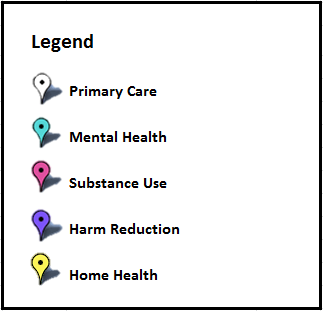 Legend
Primary Care
Mental Health
Substance Use
Harm Reduction
Home Health